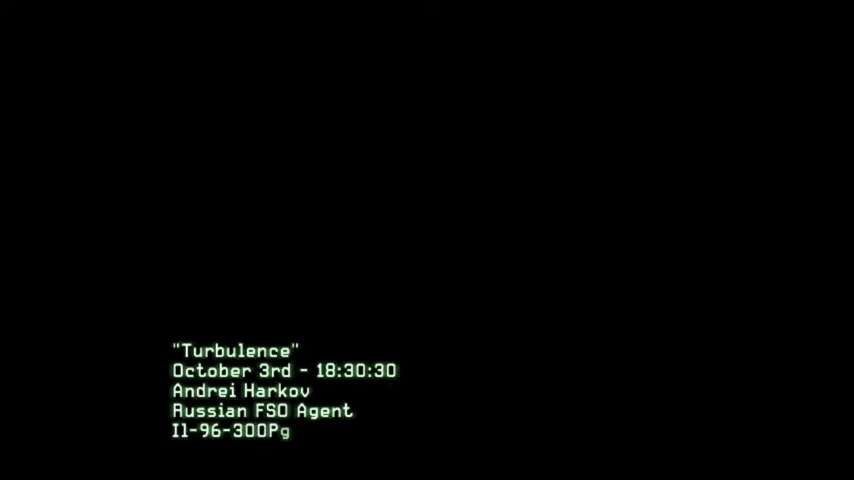 "Turbulence"
October 3rd - 18:30:30
Andrei Harkov
Russian FSO Agent
Il-96-300Pg